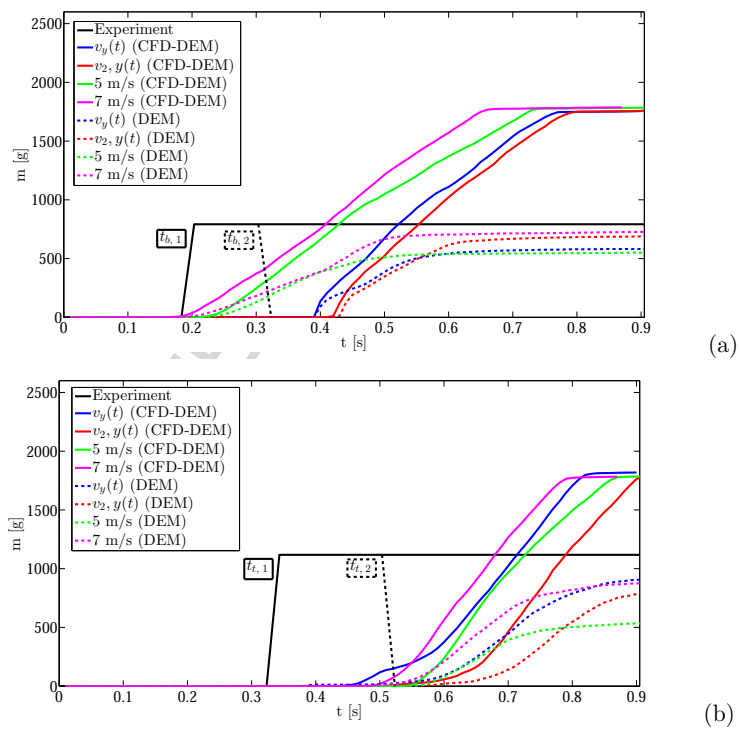 2500
2000
1500
1000
500
0
m [g]
Experiment
v_y(t) (CFD-DEM)
v_2, y(t) (CFD-DEM)
5 m/s (CFD-DEM)
7 m/s (CFD-DEM)
v_y(t) (DEM)
v_2, y(t) (DEM)
5 m/s (DEM)
7 m/s (DEM)
t_b, 1
t_b, 2
0 0.1 0.2 0.3 0.4 0.5 0.6 0.7 0.8 0.9
t [s]
(a)
2500
2000
1500
1000
500
0
m [g]
Experiment
v_y(t) (CFD-DEM)
v_2, y(t) (CFD-DEM)
5 m/s (CFD-DEM)
7 m/s (CFD-DEM)
v_y(t) (DEM)
v_2, y(t) (DEM)
5 m/s (DEM)
7 m/s (DEM)
t_t, 1
t_t, 2
0 0.1 0.2 0.3 0.4 0.5 0.6 0.7 0.8 0.9
t [s]
(b)